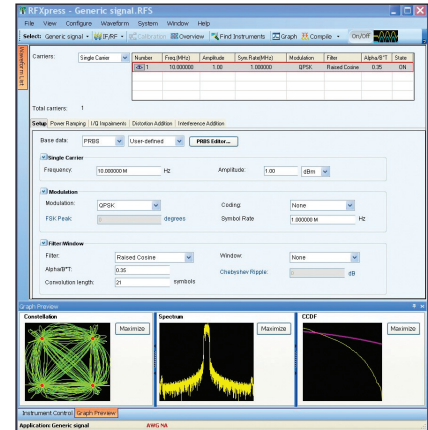 RFXpress - Generic signal.RFS
File View Configure Waveform System Window Help
Select: Generic signal IF/RF Calibration Overview Find Instruments Graph Compile On/Off
Waveform List
Carriers: Single Carrier
Number Freq.(MHz) Amplitude Sym.Rate(MHz) Modulation Filter Alpha/B*T State
1 10.000000 1.00 1.000000 QPSK Raised Cosine 0.35 ON
Total carriers: 1
Setup Power Ramping I/Q Impairments Distortion Addition Interference Addition
Base data: PRBS User-defined PRBS Editor...
Single Carrier
Frequency: 10.000000 M Hz Amplitude: 1.00 dBm
Modulation
Modulation: QPSK Coding: None
FSK Peak: degrees Symbol Rate 1.000000 M Hz
Filter/Window
Filter: Raised Cosine Window: None
Alpha/B*T: 0.35 Chebyshev Ripple: dB
Convolution length: 21 symbols
Graph Preview
Constellation Maximize Spectrum Maximize CCDF Maximize
Instrument Control Graph Preview
Application: Generic signal AWG NA